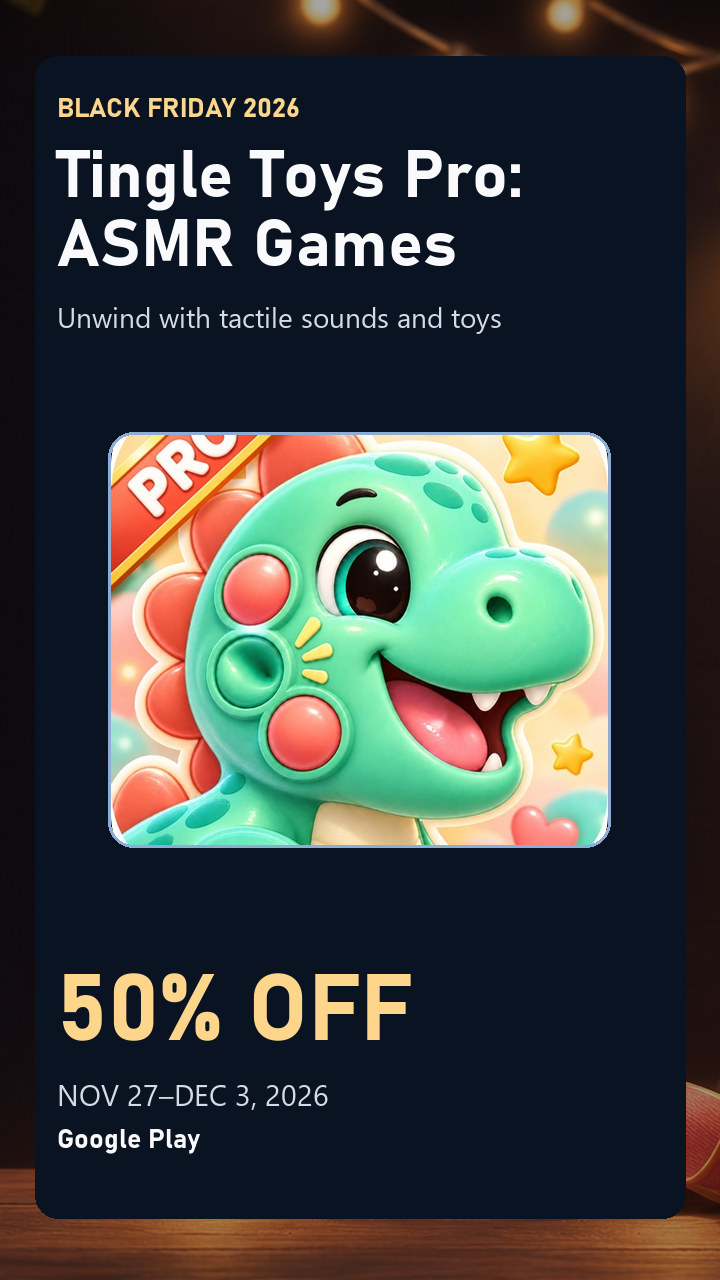 BLACK FRIDAY 2026
Tingle Toys Pro:
ASMR Games
Unwind with tactile sounds and toys
PRO
50% OFF
NOV 27–DEC 3, 2026
Google Play